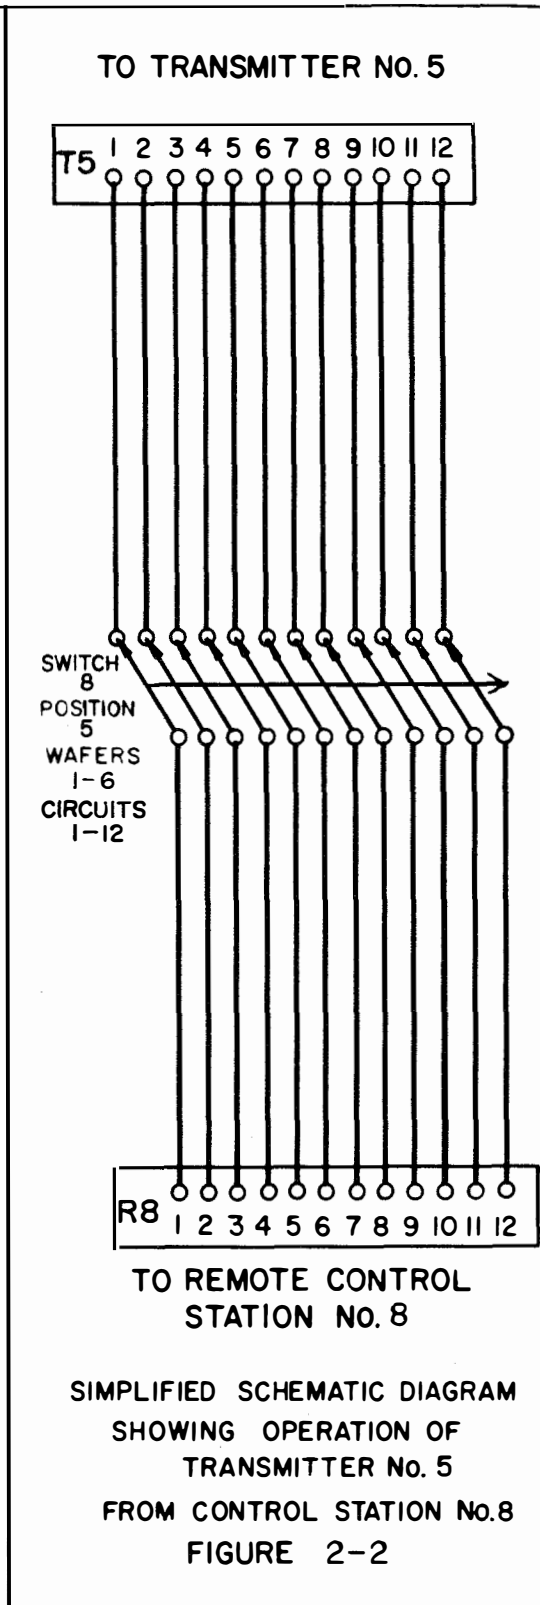 TO TRANSMITTER No. 5
T5 1 2 3 4 5 6 7 8 9 10 11 12
SWITCH
8
POSITION
5
WAFERS
1-6
CIRCUITS
1-12
R8 1 2 3 4 5 6 7 8 9 10 11 12
TO REMOTE CONTROL
STATION No. 8
SIMPLIFIED SCHEMATIC DIAGRAM
SHOWING OPERATION OF
TRANSMITTER No. 5
FROM CONTROL STATION No.8
FIGURE 2-2